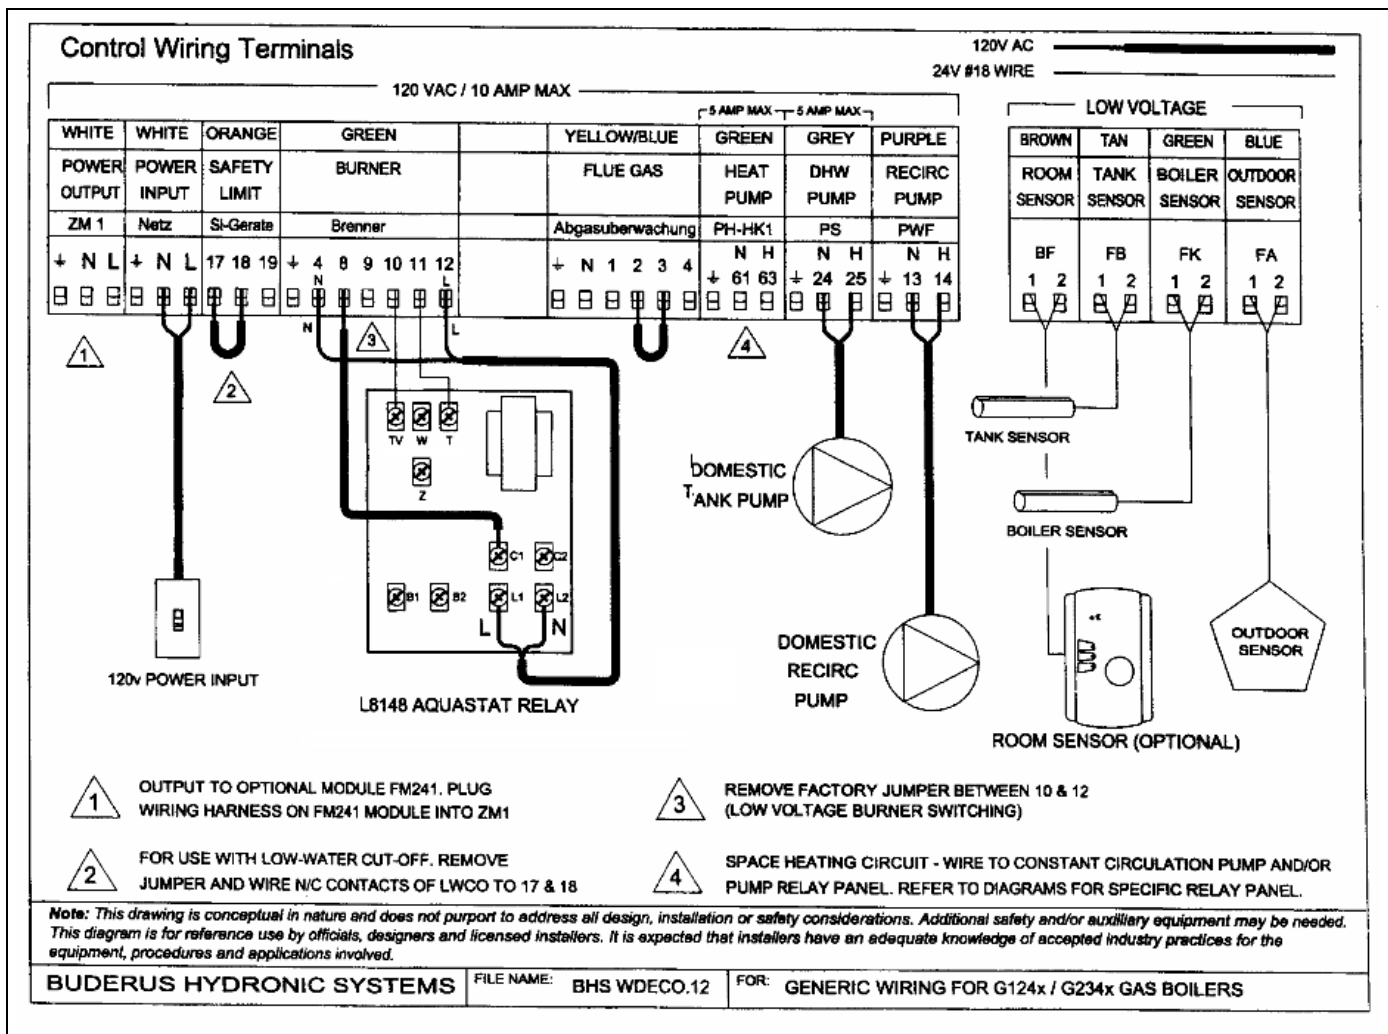 Control Wiring Terminals
120V AC
24V #18 WIRE
120 VAC / 10 AMP MAX
5 AMP MAX
5 AMP MAX
LOW VOLTAGE
WHITE WHITE ORANGE GREEN YELLOW/BLUE GREEN GREY PURPLE
BROWN TAN GREEN BLUE
POWER OUTPUT
POWER INPUT
SAFETY LIMIT
BURNER
FLUE GAS
HEAT PUMP
DHW PUMP
RECIRC PUMP
ROOM SENSOR
TANK SENSOR
BOILER SENSOR
OUTDOOR SENSOR
ZM 1 Netz Si-Gerate Brenner Abgasuberwachung PH-HK1 PS PWF
BF FB FK FA
N L N L 17 18 19 4 8 9 10 11 12 N 1 2 3 4 61 63 24 25 13 14
N L N H N H N H
1 2 1 2 1 2 1 2
N L
1
2
3
4
TV W T
Z
C1 C2
B1 B2 L1 L2
L N
120v POWER INPUT
L8148 AQUASTAT RELAY
DOMESTIC
TANK PUMP
DOMESTIC
RECIRC
PUMP
TANK SENSOR
BOILER SENSOR
OUTDOOR
SENSOR
ROOM SENSOR (OPTIONAL)
1
OUTPUT TO OPTIONAL MODULE FM241. PLUG
WIRING HARNESS ON FM241 MODULE INTO ZM1
2
FOR USE WITH LOW-WATER CUT-OFF. REMOVE
JUMPER AND WIRE N/C CONTACTS OF LWCO TO 17 & 18
3
REMOVE FACTORY JUMPER BETWEEN 10 & 12
(LOW VOLTAGE BURNER SWITCHING)
4
SPACE HEATING CIRCUIT - WIRE TO CONSTANT CIRCULATION PUMP AND/OR
PUMP RELAY PANEL. REFER TO DIAGRAMS FOR SPECIFIC RELAY PANEL.
Note: This drawing is conceptual in nature and does not purport to address all design, installation or safety considerations. Additional safety and/or auxilliary equipment may be needed.
This diagram is for reference use by officials, designers and licensed installers. It is expected that installers have an adequate knowledge of accepted industry practices for the
equipment, procedures and applications involved.
BUDERUS HYDRONIC SYSTEMS
FILE NAME: BHS WDECO.12
FOR: GENERIC WIRING FOR G124x / G234x GAS BOILERS